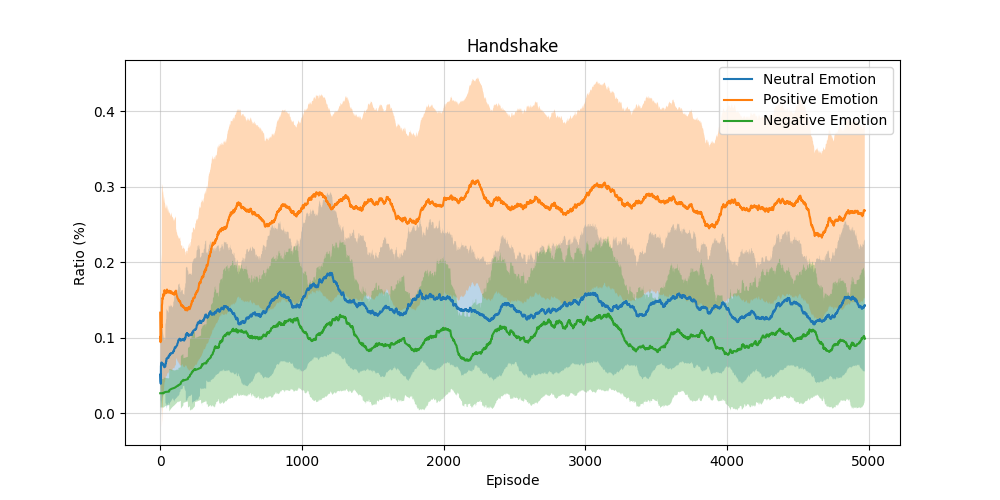 Handshake
Neutral Emotion
Positive Emotion
Negative Emotion
Ratio (%)
0.4
0.3
0.2
0.1
0.0
0 1000 2000 3000 4000 5000
Episode